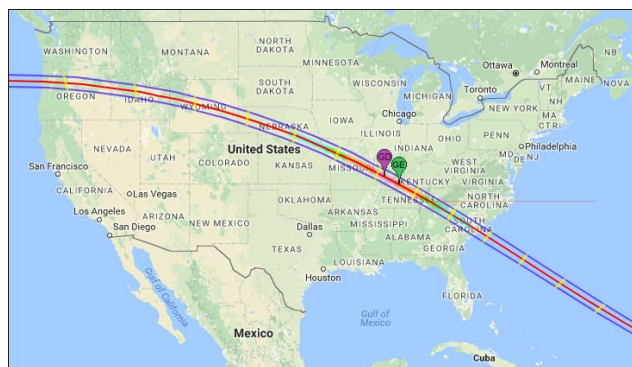 WASHINGTON
MONTANA
NORTH
DAKOTA
MINNESOTA
Ottawa
Montreal
NB
MAINE
NOVA
OREGON
IDAHO
WYOMING
SOUTH
DAKOTA
WISCONSIN
MICHIGAN
Toronto
VT
NH
NEW YORK
MA
CT
RI
IOWA
Chicago
NEBRASKA
ILLINOIS
INDIANA
OHIO
PENN
Philadelphia
MD
DE
NJ
NEVADA
UTAH
COLORADO
United States
KANSAS
MISSOURI
GD
GE
WEST
VIRGINIA
KENTUCKY
VIRGINIA
San Francisco
CALIFORNIA
Las Vegas
OKLAHOMA
TENNESSEE
NORTH
CAROLINA
Los Angeles
ARIZONA
NEW MEXICO
ARKANSAS
MISSISSIPPI
SOUTH
CAROLINA
San Diego
Dallas
ALABAMA
GEORGIA
TEXAS
LOUISIANA
Houston
Gulf of
California
Gulf of
Mexico
FLORIDA
Mexico
Cuba